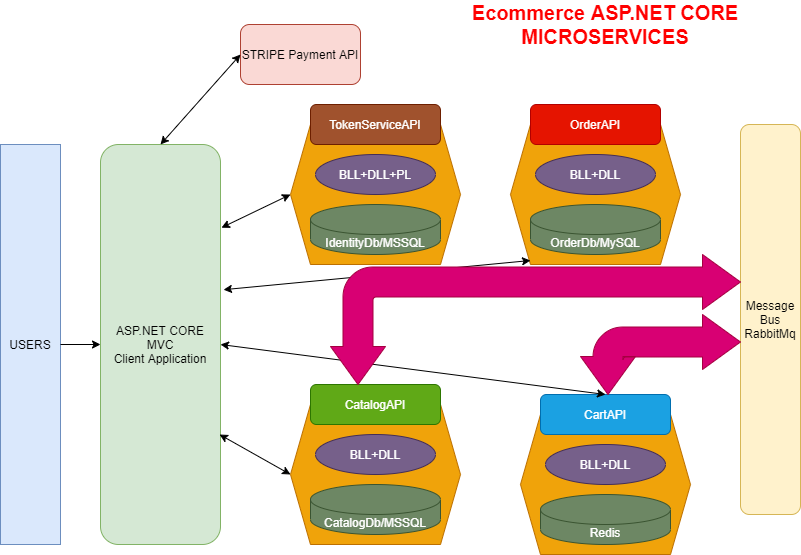 Ecommerce ASP.NET CORE
MICROSERVICES
STRIPE Payment API
TokenServiceAPI
BLL+DLL+PL
IdentityDb/MSSQL
OrderAPI
BLL+DLL
OrderDb/MySQL
USERS
ASP.NET CORE
MVC
Client Application
Message
Bus
RabbitMq
CatalogAPI
BLL+DLL
CatalogDb/MSSQL
CartAPI
BLL+DLL
Redis